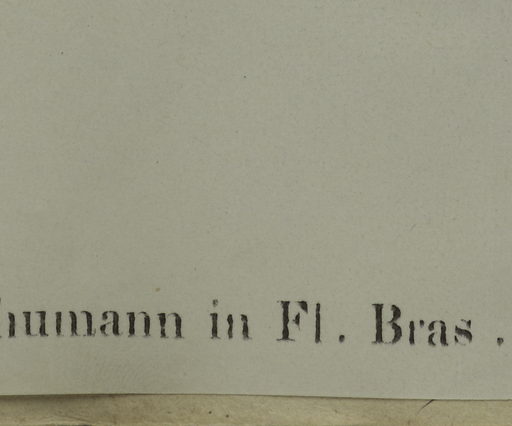 humann in Fl. Bras.